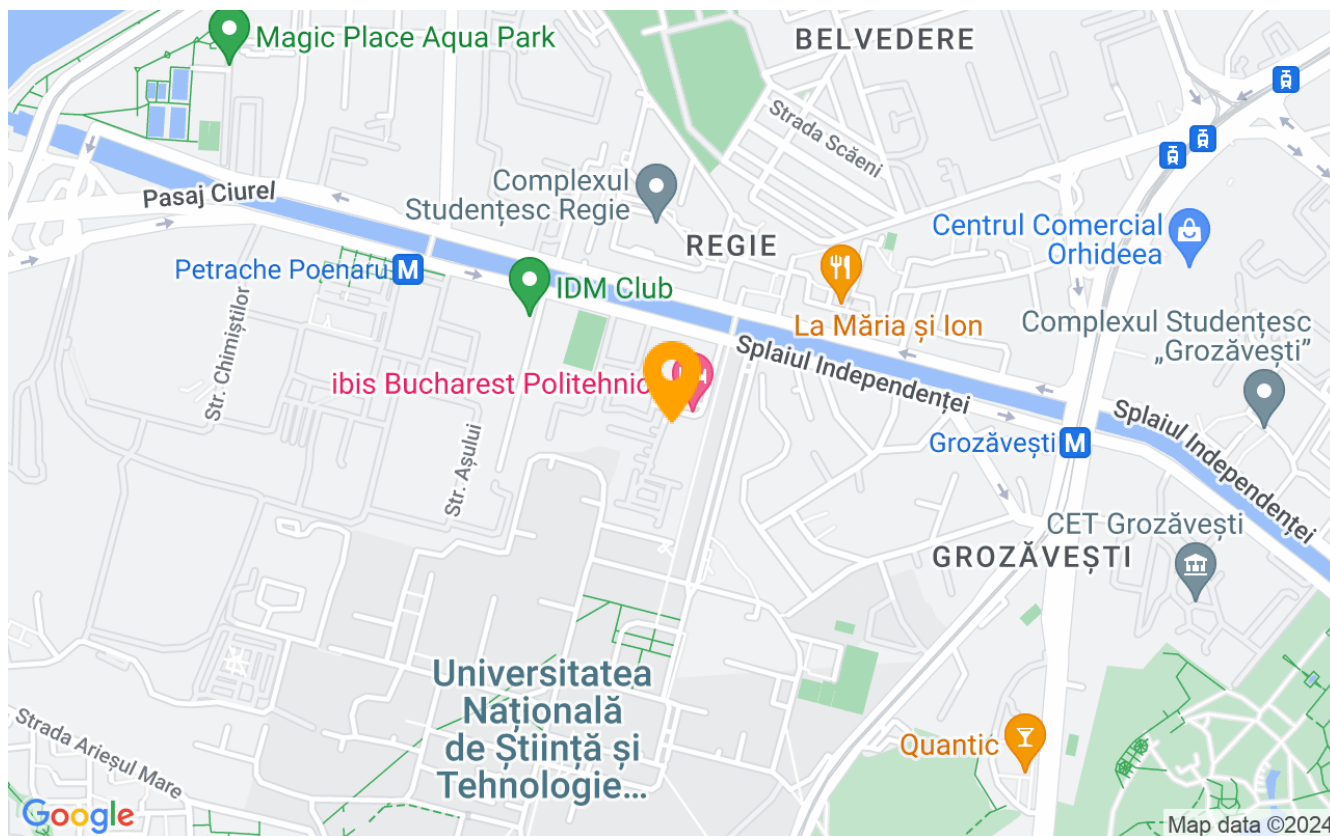 Magic Place Aqua Park
BELVEDERE
Strada Scăeni
Pasaj Ciurel
Complexul
Studențesc Regie
REGIE
Centrul Comercial
Orhideea
Petrache Poenaru
M
IDM Club
La Măria și Ion
Complexul Studențesc
„Grozăvești”
Str. Chimiștilor
Splaiul Independenței
ibis Bucharest Politehnic
Str. Așului
Grozăvești
M
Splaiul Independenței
CET Grozăvești
GROZĂVEȘTI
Universitatea
Națională
de Știință și
Tehnologie...
Strada Arieșul Mare
Quantic
Google
Map data ©2024